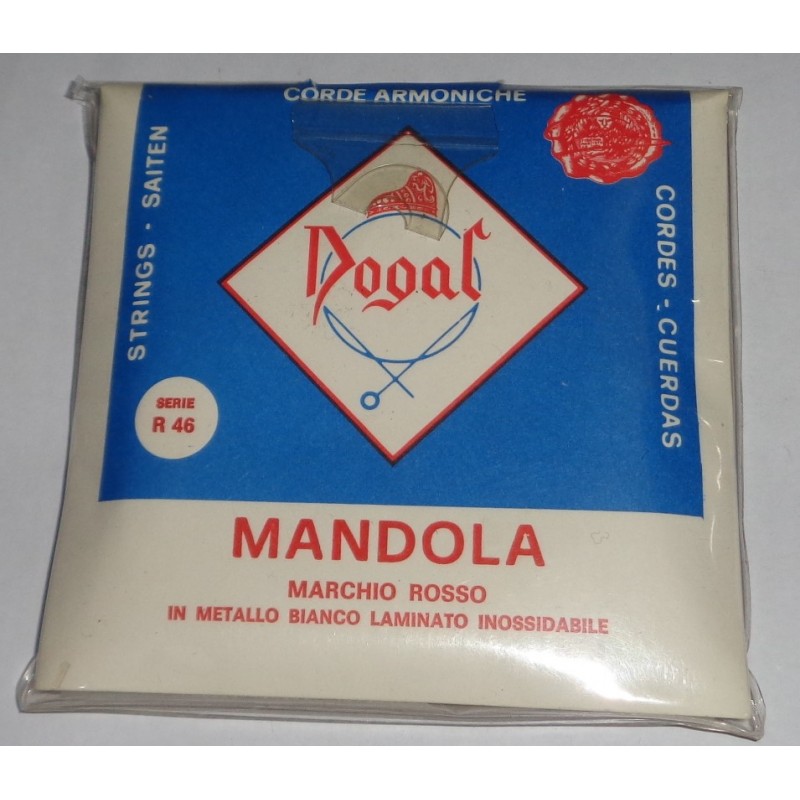 CORDE ARMONICHE
STRINGS - SAITEN
Dogal
CORDES - CUERDAS
SERIE
R 46
MANDOLA
MARCHIO ROSSO
IN METALLO BIANCO LAMINATO INOSSIDABILE